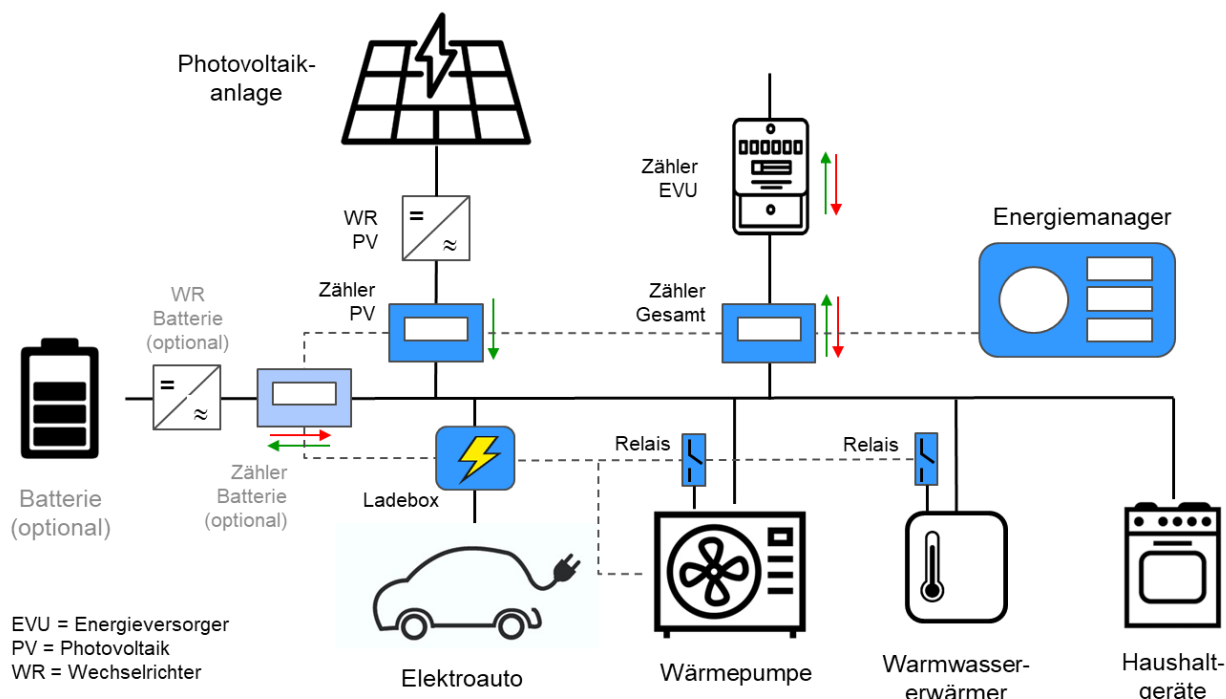 Photovoltaik-
anlage
Zähler
EVU
WR
PV
Energiemanager
Zähler
PV
Zähler
Gesamt
WR
Batterie
(optional)
=
≈
=
≈
Relais
Relais
Batterie
(optional)
Zähler
Batterie
(optional)
Ladebox
EVU = Energieversorger
PV = Photovoltaik
WR = Wechselrichter
Elektroauto
Wärmepumpe
Warmwasser-
erwärmer
Haushalt-
geräte